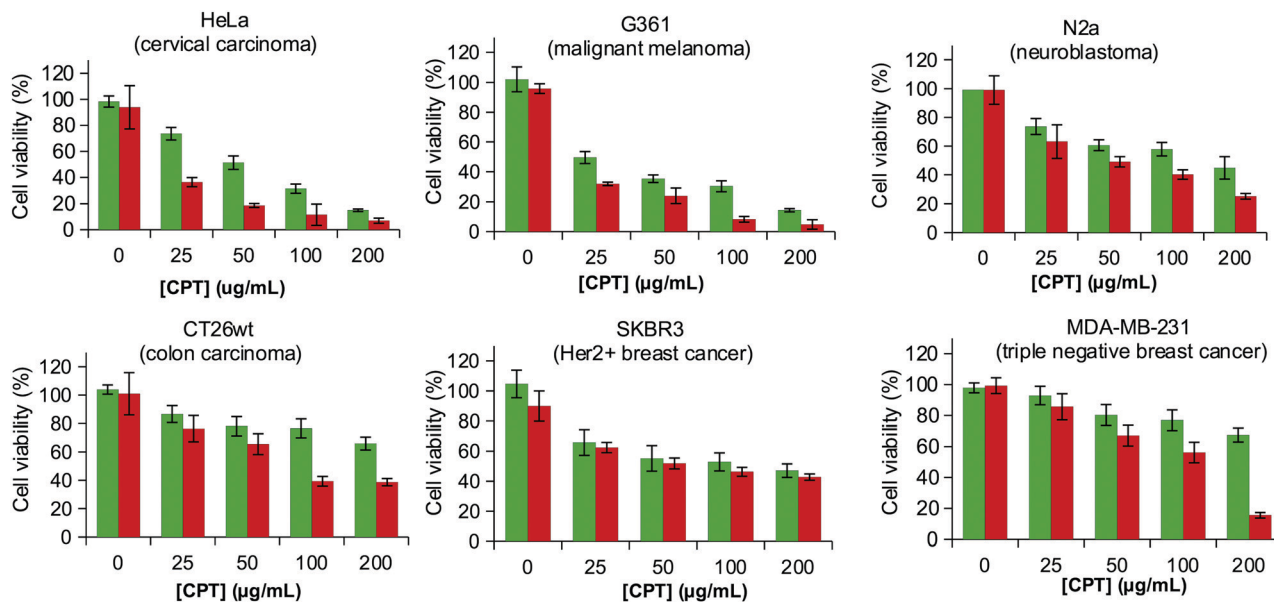 HeLa
(cervical carcinoma)
Cell viability (%)
120
100
80
60
40
20
0
0 25 50 100 200
[CPT] (ug/mL)
G361
(malignant melanoma)
Cell viability (%)
120
100
80
60
40
20
0
0 25 50 100 200
[CPT] (µg/mL)
N2a
(neuroblastoma)
Cell viability (%)
120
100
80
60
40
20
0
0 25 50 100 200
[CPT] (µg/mL)
CT26wt
(colon carcinoma)
Cell viability (%)
120
100
80
60
40
20
0
0 25 50 100 200
[CPT] (µg/mL)
SKBR3
(Her2+ breast cancer)
Cell viability (%)
120
100
80
60
40
20
0
0 25 50 100 200
[CPT] (µg/mL)
MDA-MB-231
(triple negative breast cancer)
Cell viability (%)
120
100
80
60
40
20
0
0 25 50 100 200
[CPT] (µg/mL)